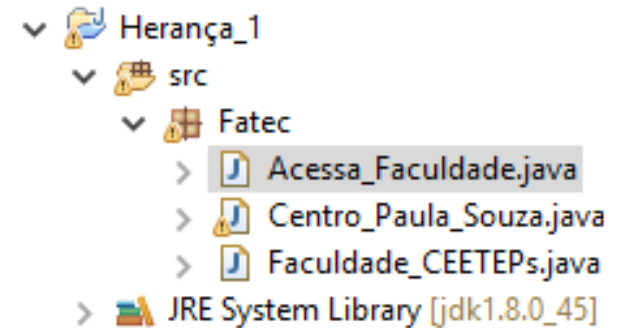 Herança_1
src
Fatec
Acessa_Faculdade.java
Centro_Paula_Souza.java
Faculdade_CEETEPs.java
JRE System Library [jdk1.8.0_45]